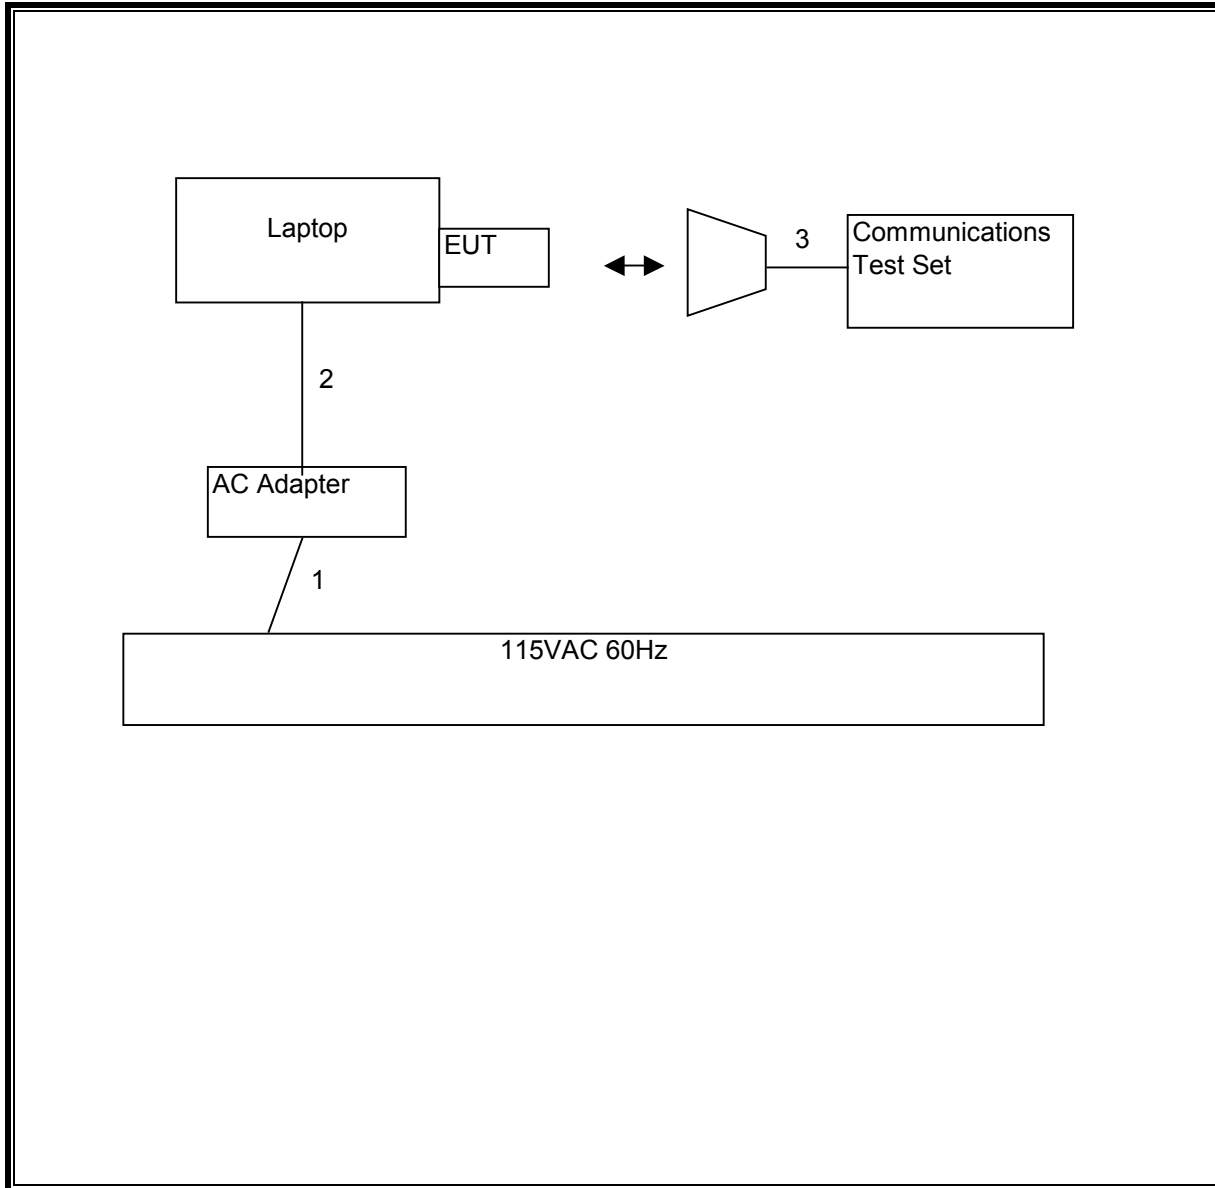 Laptop
EUT
3
Communications
Test Set
2
AC Adapter
1
115VAC 60Hz